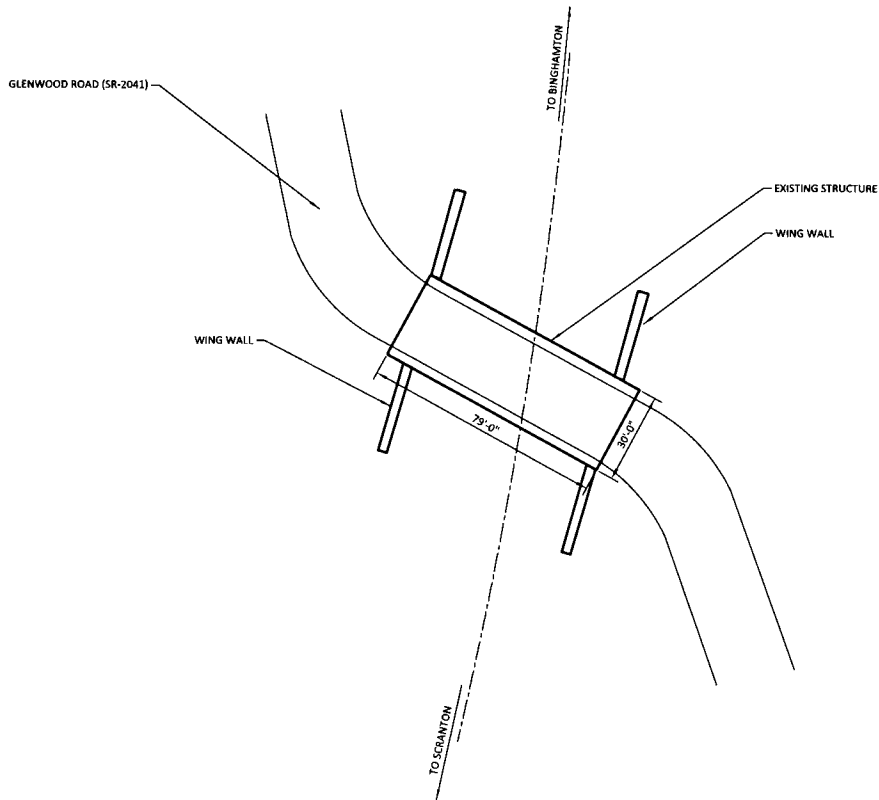 TO BINGHAMTON
GLENWOOD ROAD (SR-2041)
EXISTING STRUCTURE
WING WALL
WING WALL
79'-0"
30'-0"
TO SCRANTON